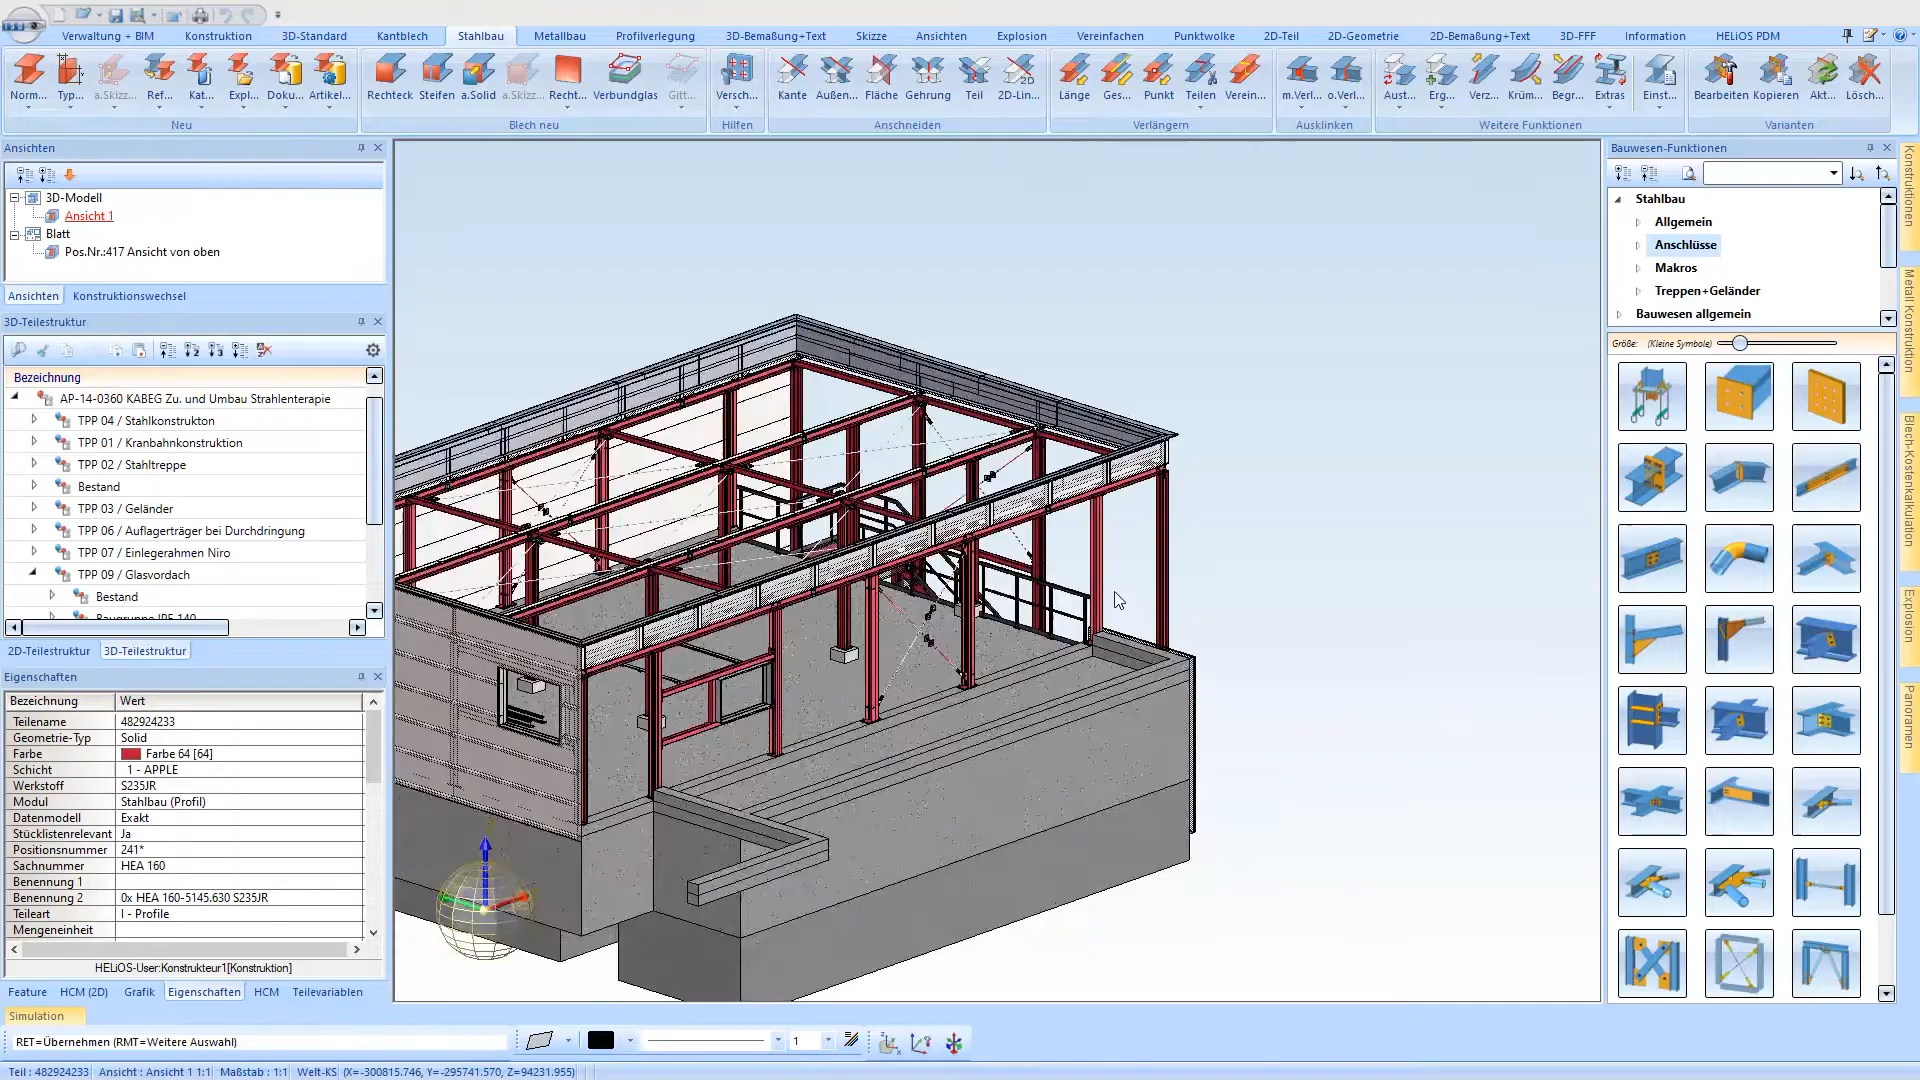 Verwaltung + BIM Konstruktion 3D-Standard Kantblech Stahlbau Metallbau Profilverlegung 3D-Bemaßung+Text Skizze Ansichten Explosion Vereinfachen Punktwolke 2D-Teil 2D-Geometrie 2D-Bemaßung+Text 3D-FFF Information HELiOS PDM
Norm... Typ... a.Skizz... Ref... Kat... Expl... Doku... Artikel... Rechteck Steifen a.Solid a.Skizz... Recht... Verbundglas Gitt... Versch... Kante Außen... Fläche Gehrung Teil 2D-Lin... Länge Ges... Punkt Teilen Verein... m.Verl... o.Verl... Aust... Erg... Verz... Krüm... Begr... Extras Einst... Bearbeiten Kopieren Akt... Lösch...
Neu Blech neu Hilfen Anschneiden Verlängern Ausklinken Weitere Funktionen Varianten
Ansichten
3D-Modell
Ansicht 1
Blatt
Pos.Nr.:417 Ansicht von oben
Ansichten Konstruktionswechsel
3D-Teilestruktur
Bezeichnung
AP-14-0360 KABEG Zu. und Umbau Strahlenterapie
TPP 04 / Stahlkonstrukton
TPP 01 / Kranbahnkonstruktion
TPP 02 / Stahltreppe
Bestand
TPP 03 / Geländer
TPP 06 / Auflagerträger bei Durchdringung
TPP 07 / Einlegerahmen Niro
TPP 09 / Glasvordach
Bestand
Baugruppe IPE 140
2D-Teilestruktur 3D-Teilestruktur
Eigenschaften
Bezeichnung Wert
Teilename 482924233
Geometrie-Typ Solid
Farbe Farbe 64 [64]
Schicht 1 - APPLE
Werkstoff S235JR
Modul Stahlbau (Profil)
Datenmodell Exakt
Stücklistenrelevant Ja
Positionsnummer 241*
Sachnummer HEA 160
Benennung 1
Benennung 2 0x HEA 160-5145.630 S235JR
Teileart I - Profile
Mengeneinheit
HELiOS-User:Konstrukteur1[Konstruktion]
Feature HCM (2D) Grafik Eigenschaften HCM Teilevariablen
Simulation
RET=Übernehmen (RMT=Weitere Auswahl)
1
Teil : 482924233 Ansicht : Ansicht 1 1:1 Maßstab : 1:1 Welt-KS (X=-300815.746, Y=-295741.570, Z=94231.955)
Bauwesen-Funktionen
Stahlbau
Allgemein
Anschlüsse
Makros
Treppen+Geländer
Bauwesen allgemein
Größe: (Kleine Symbole)
Konstruktionen
Metall Konstruktion
Blech-Kostenkalkulation
Explosion
Panoramen